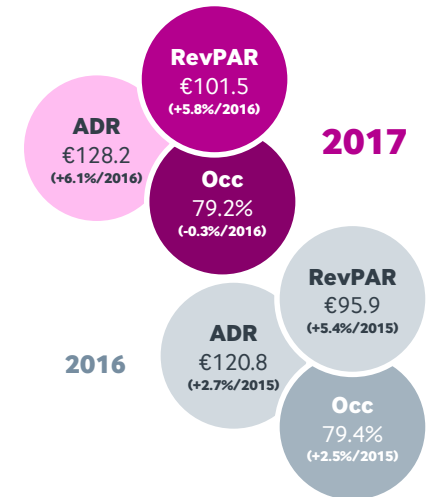 RevPAR
€101.5
(+5.8%/2016)
ADR
€128.2
(+6.1%/2016)
2017
Occ
79.2%
(-0.3%/2016)
RevPAR
€95.9
(+5.4%/2015)
ADR
€120.8
(+2.7%/2015)
2016
Occ
79.4%
(+2.5%/2015)